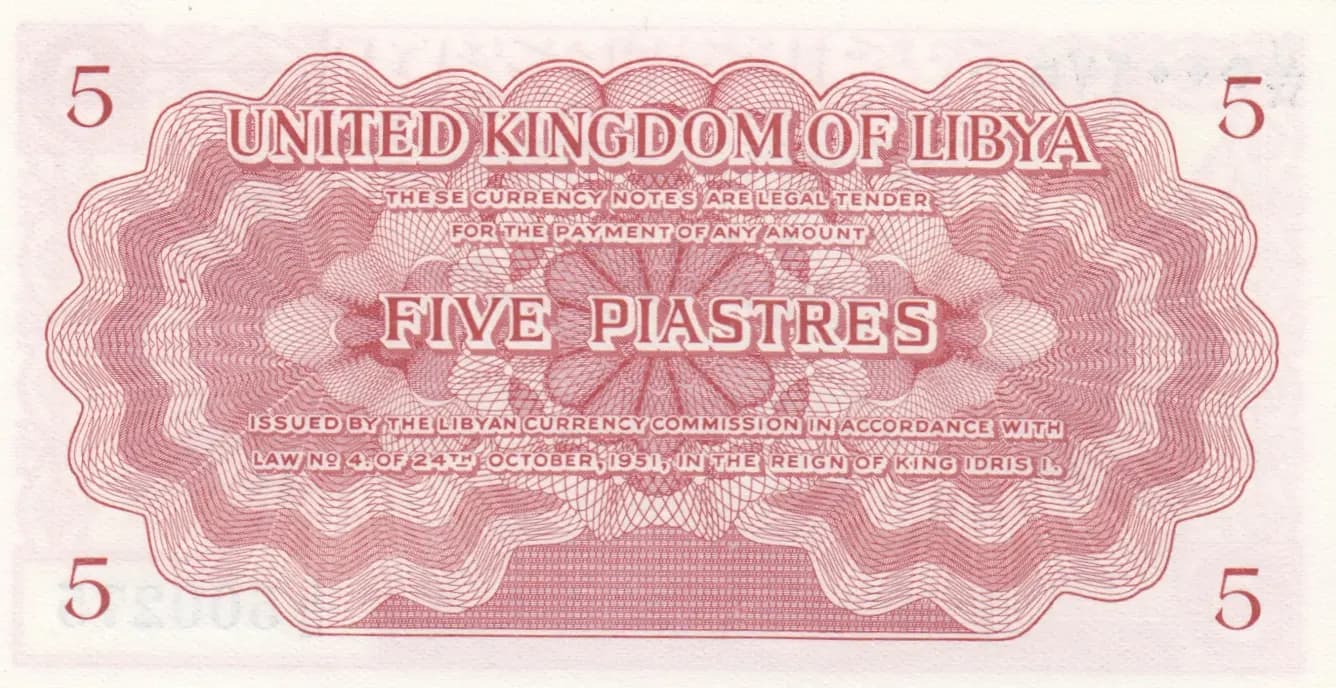 5 5
UNITED KINGDOM OF LIBYA
THESE CURRENCY NOTES ARE LEGAL TENDER
FOR THE PAYMENT OF ANY AMOUNT
FIVE PIASTRES
ISSUED BY THE LIBYAN CURRENCY COMMISSION IN ACCORDANCE WITH
LAW Nº 4. OF 24TH OCTOBER, 1951, IN THE REIGN OF KING IDRIS I.
5 5